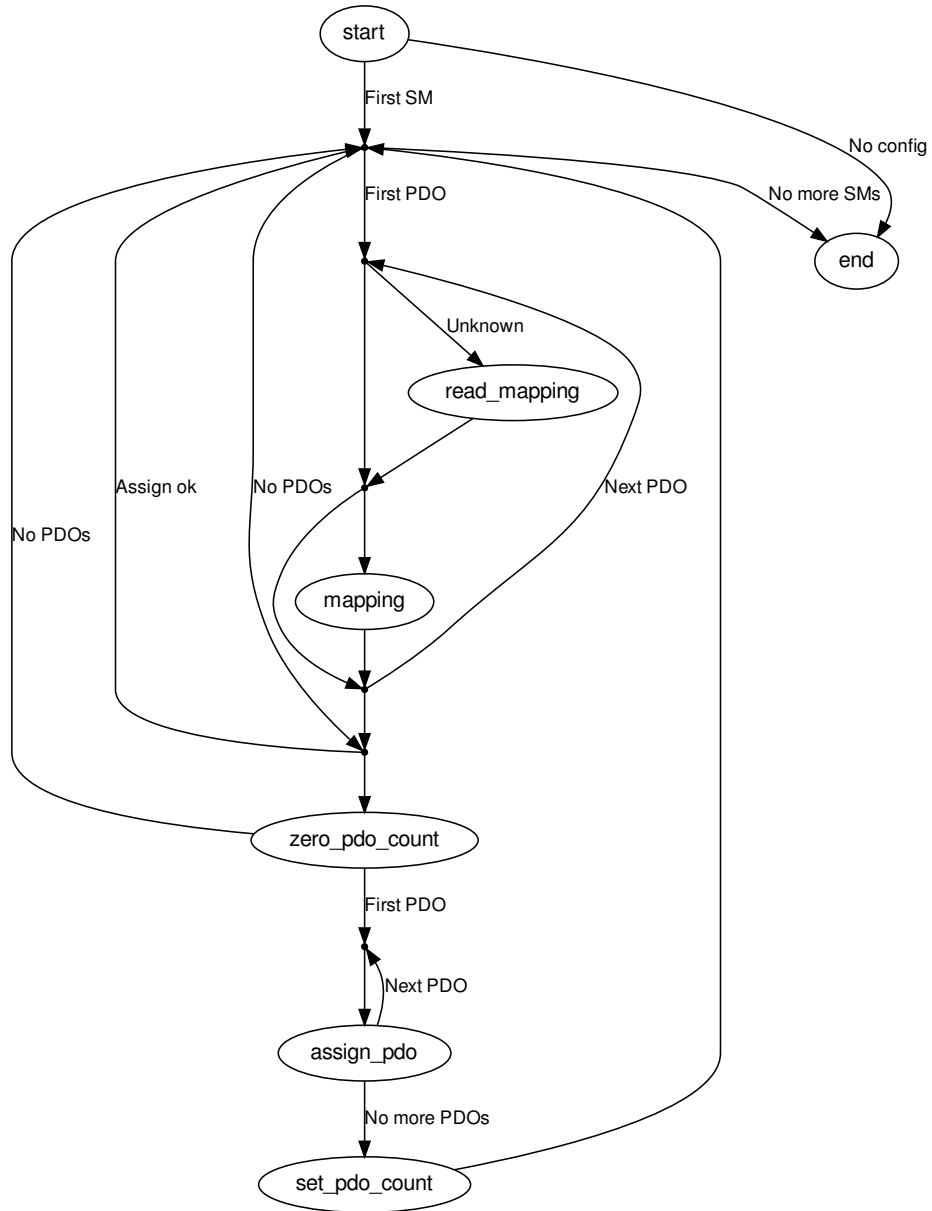 start
First SM
No config
First PDO
No more SMs
end
Unknown
read_mapping
Assign ok
No PDOs
Next PDO
No PDOs
mapping
zero_pdo_count
First PDO
Next PDO
assign_pdo
No more PDOs
set_pdo_count